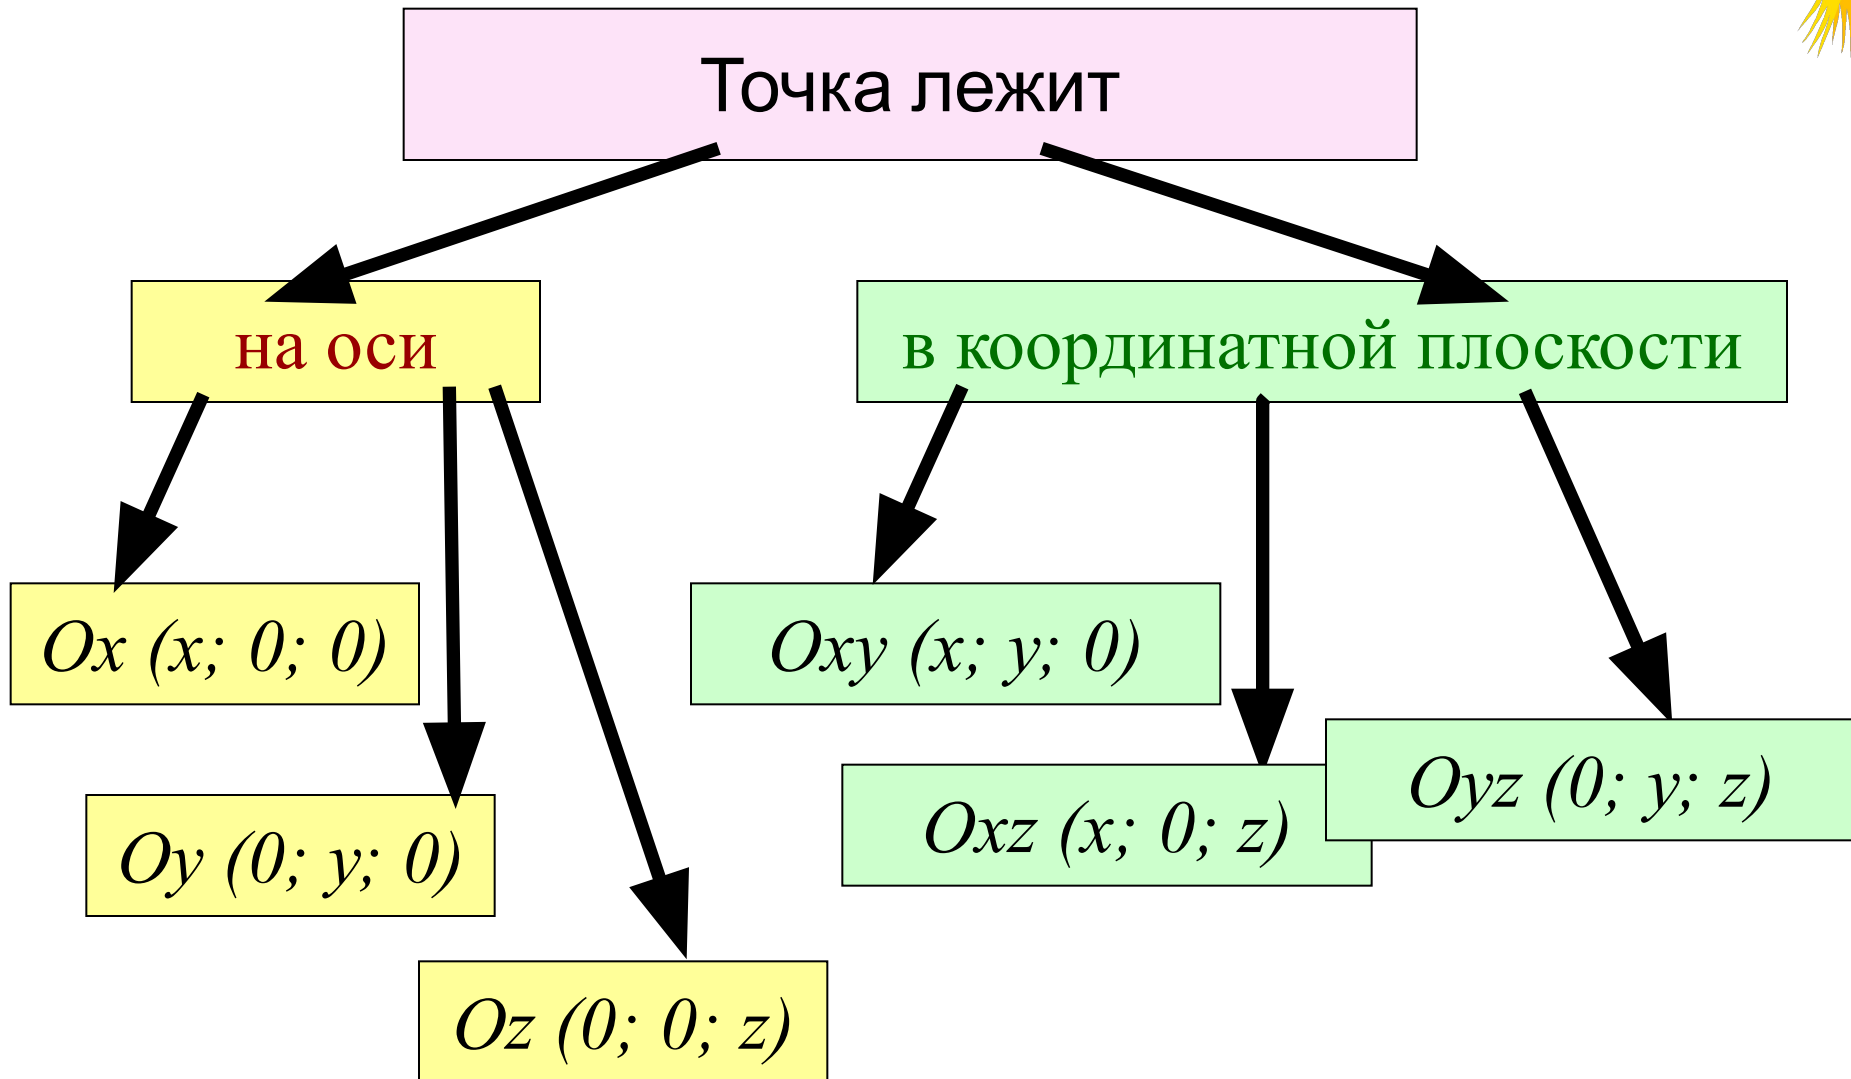 Точка лежит
на оси
в координатной плоскости
Ox (x; 0; 0)
Oxy (x; y; 0)
Oyz (0; y; z)
Oxz (x; 0; z)
Oy (0; y; 0)
Oz (0; 0; z)